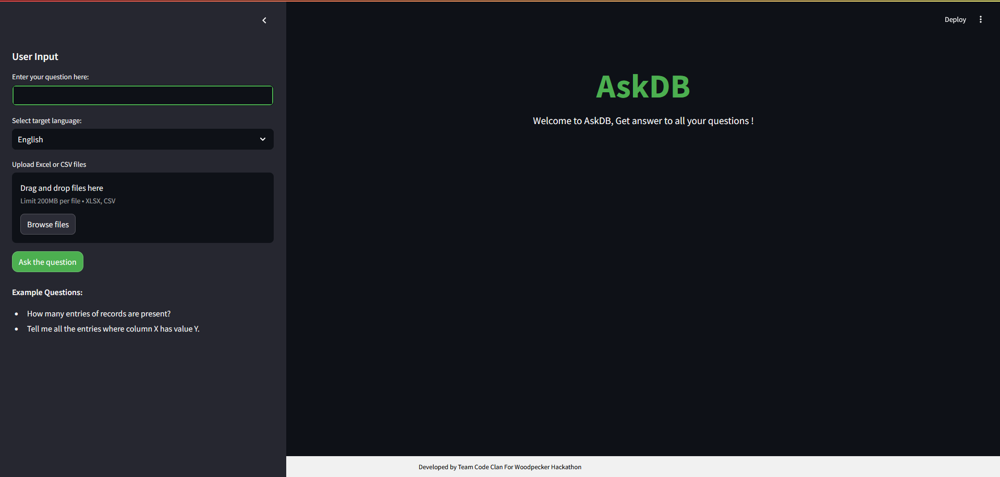 Deploy
User Input
Enter your question here:
Select target language:
English
Upload Excel or CSV files
Drag and drop files here
Limit 200MB per file • XLSX, CSV
Browse files
Ask the question
Example Questions:
• How many entries of records are present?
• Tell me all the entries where column X has value Y.
AskDB
Welcome to AskDB, Get answer to all your questions !
Developed by Team Code Clan For Woodpecker Hackathon